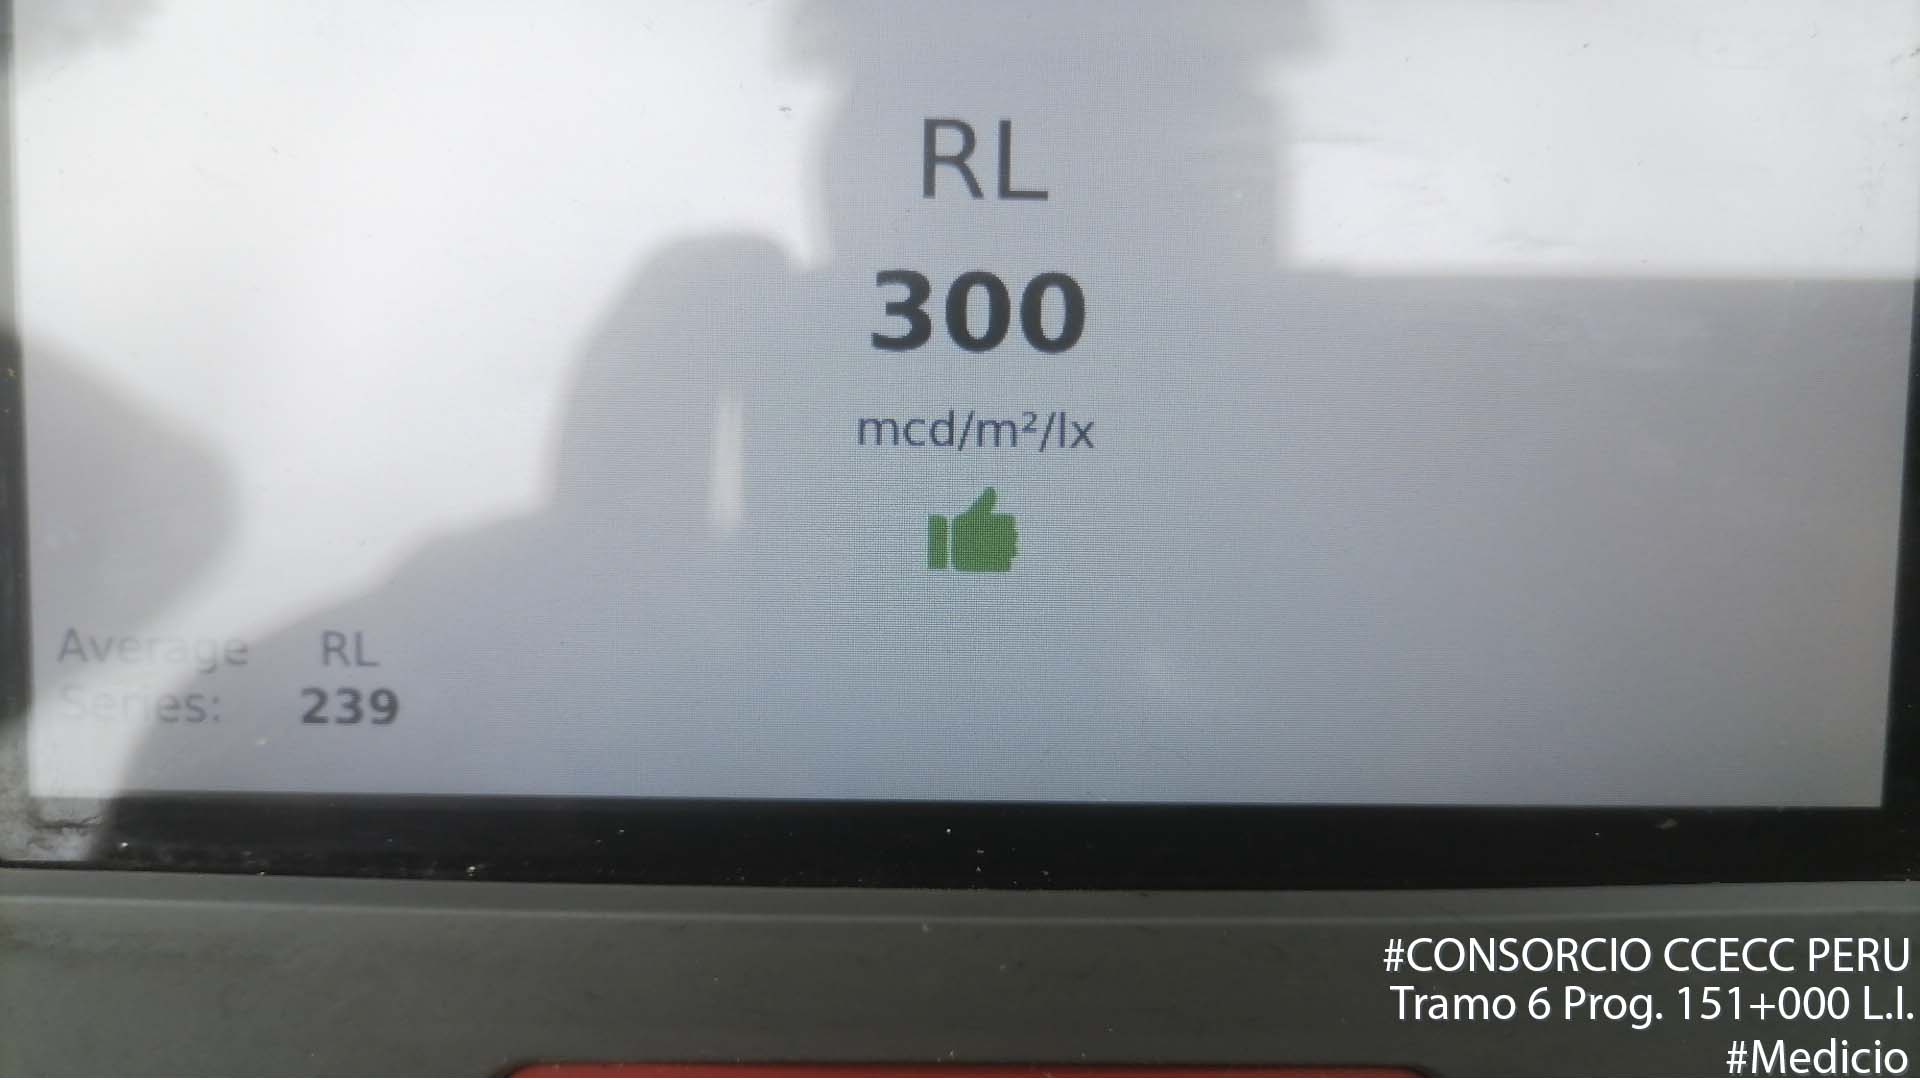 RL
300
mcd/m²/lx
Average RL
Series: 239
#CONSORCIO CCECC PERU
Tramo 6 Prog. 151+000 L.I.
#Medicio